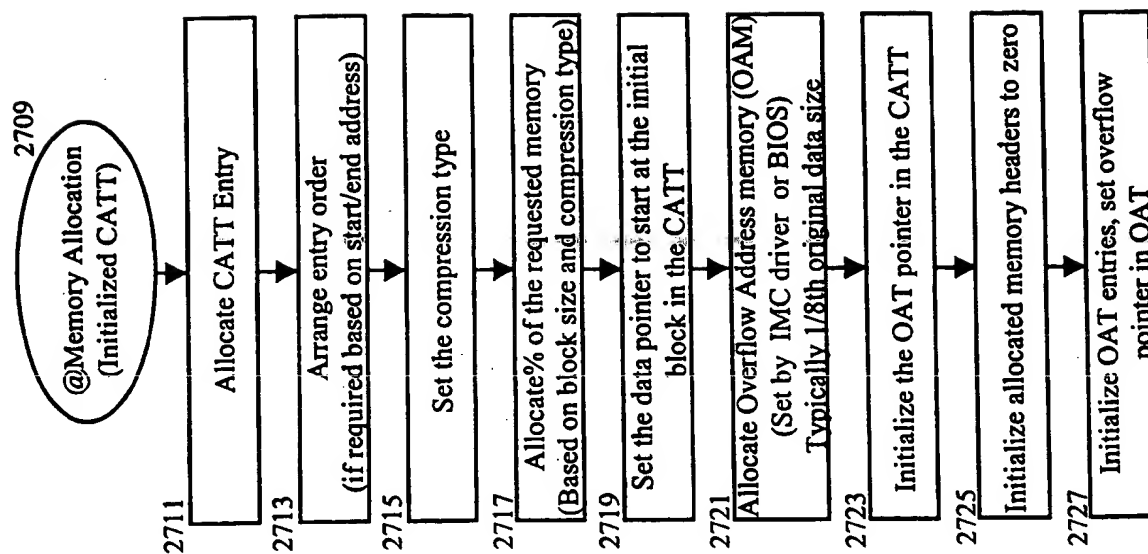 2709
@Memory Allocation
(Initialized CATT)
2711
Allocate CATT Entry
2713
Arrange entry order
(if required based on start/end address)
2715
Set the compression type
2717
Allocate% of the requested memory
(Based on block size and compression type)
2719
Set the data pointer to start at the initial
block in the CATT
2721
Allocate Overflow Address memory (OAM)
(Set by IMC driver or BIOS)
Typically 1/8th original data size
2723
Initialize the OAT pointer in the CATT
2725
Initialize allocated memory headers to zero
2727
Initialize OAT entries, set overflow
pointer in OAT